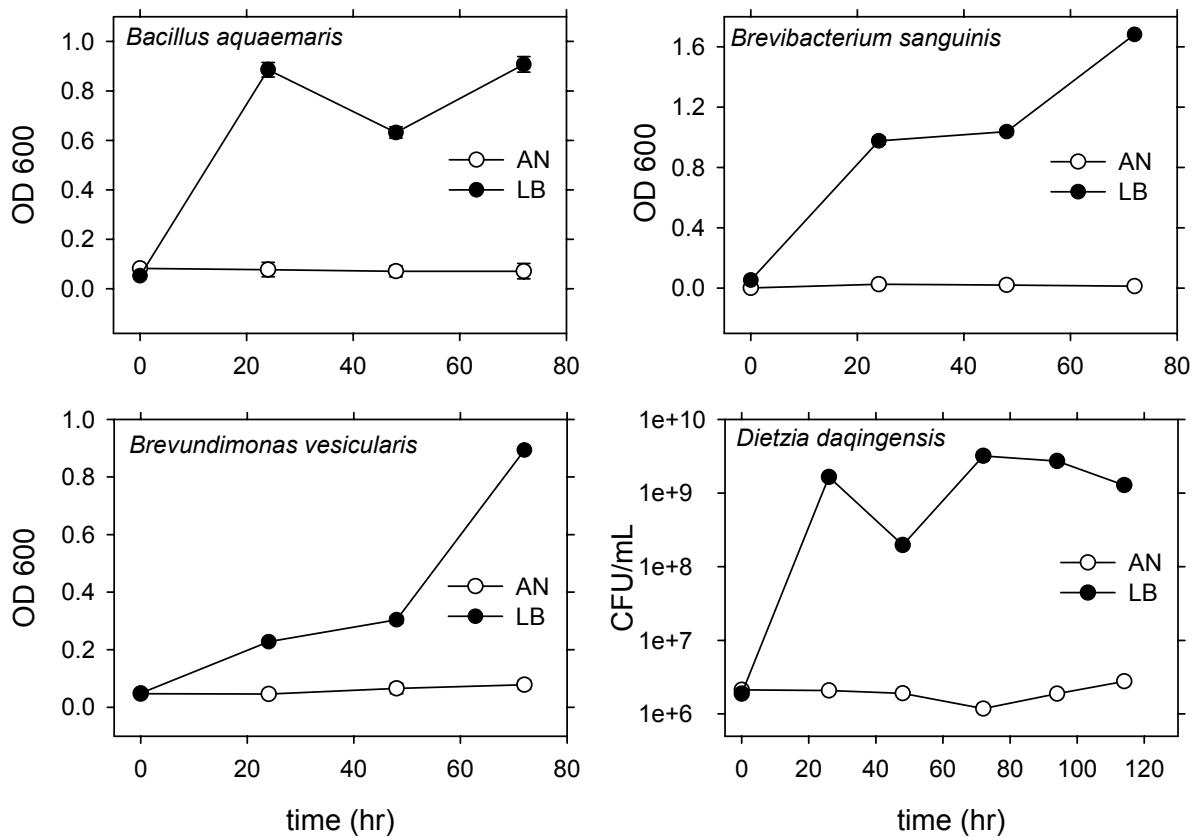 Bacillus aquaemaris
OD 600
1.0
0.8
0.6
0.4
0.2
0.0
AN
LB
0 20 40 60 80
Brevibacterium sanguinis
OD 600
1.6
1.2
0.8
0.4
0.0
AN
LB
0 20 40 60 80
Brevundimonas vesicularis
OD 600
1.0
0.8
0.6
0.4
0.2
0.0
AN
LB
0 20 40 60 80
time (hr)
Dietzia daqingensis
CFU/mL
1e+10
1e+9
1e+8
1e+7
1e+6
AN
LB
0 20 40 60 80 100 120
time (hr)